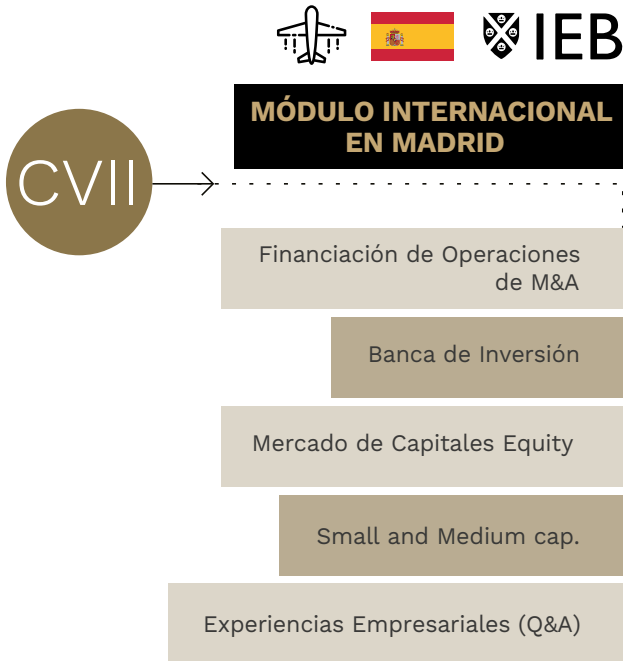 IEB
MÓDULO INTERNACIONAL
EN MADRID
CVII
Financiación de Operaciones
de M&A
Banca de Inversión
Mercado de Capitales Equity
Small and Medium cap.
Experiencias Empresariales (Q&A)